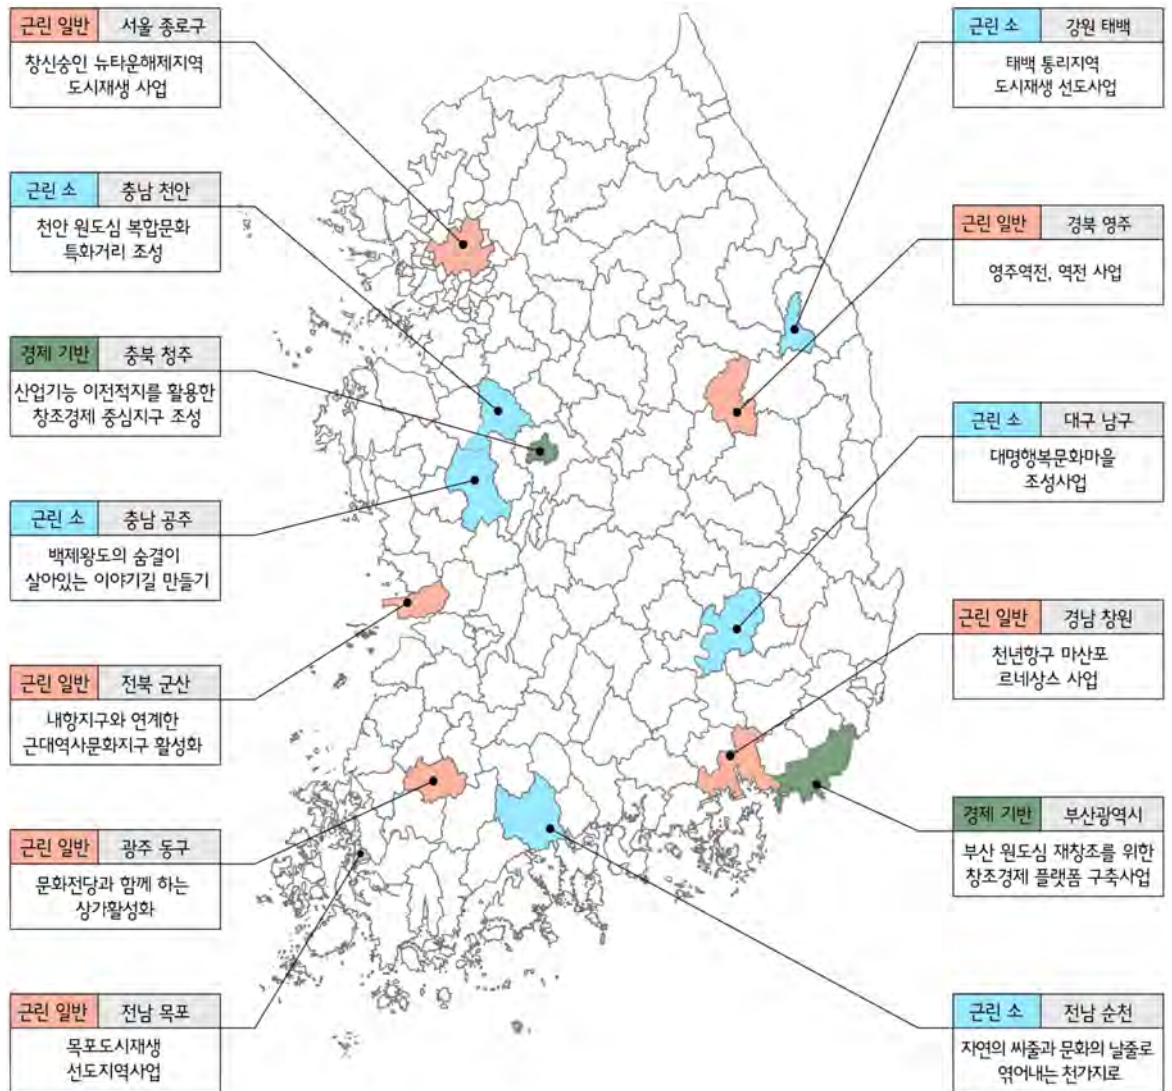 근린 일반 서울 종로구
창신숭인 뉴타운해제지역
도시재생 사업
근린 소 충남 천안
천안 원도심 복합문화
특화거리 조성
경제 기반 충북 청주
산업기능 이전적지를 활용한
창조경제 중심지구 조성
근린 소 충남 공주
백제왕도의 숨결이
살아있는 이야기길 만들기
근린 일반 전북 군산
내항지구와 연계한
근대역사문화지구 활성화
근린 일반 광주 동구
문화전당과 함께 하는
상가활성화
근린 일반 전남 목포
목포도시재생
선도지역사업
근린 소 강원 태백
태백 통리지역
도시재생 선도사업
근린 일반 경북 영주
영주역전, 역전 사업
근린 소 대구 남구
대명행복문화마을
조성사업
근린 일반 경남 창원
천년항구 마산포
르네상스 사업
경제 기반 부산광역시
부산 원도심 재창조를 위한
창조경제 플랫폼 구축사업
근린 소 전남 순천
자연의 씨줄과 문화의 날줄로
엮어내는 천가지로